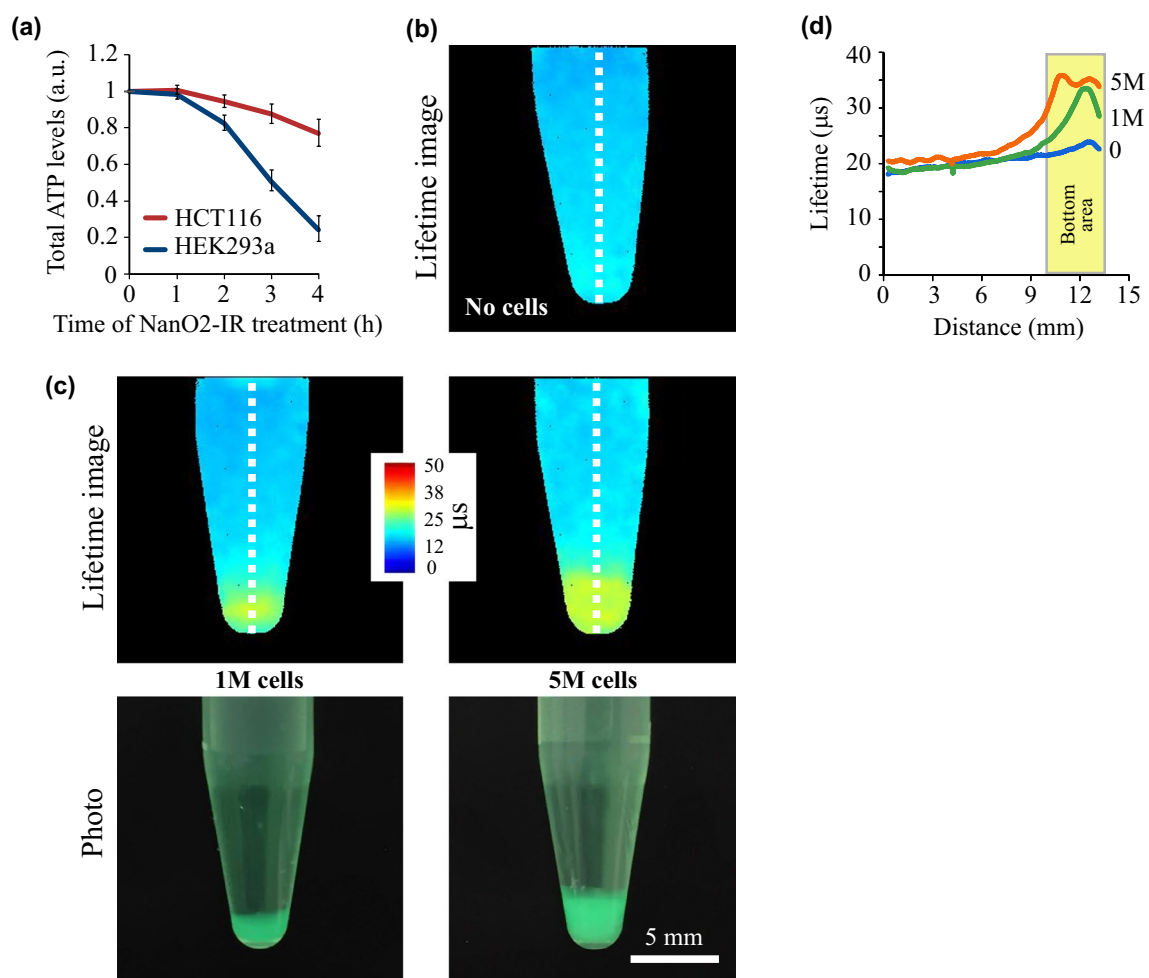 (a)
Total ATP levels (a.u.)
1.2
1
0.8
0.6
0.4
0.2
0
HCT116
HEK293a
0 1 2 3 4
Time of NanO2-IR treatment (h)
(b)
Lifetime image
No cells
(d)
Lifetime (μs)
40
30
20
10
0
5M
1M
0
Bottom area
0 3 6 9 12 15
Distance (mm)
(c)
Lifetime image
50
38
25
12
0
μs
1M cells
5M cells
Photo
5 mm